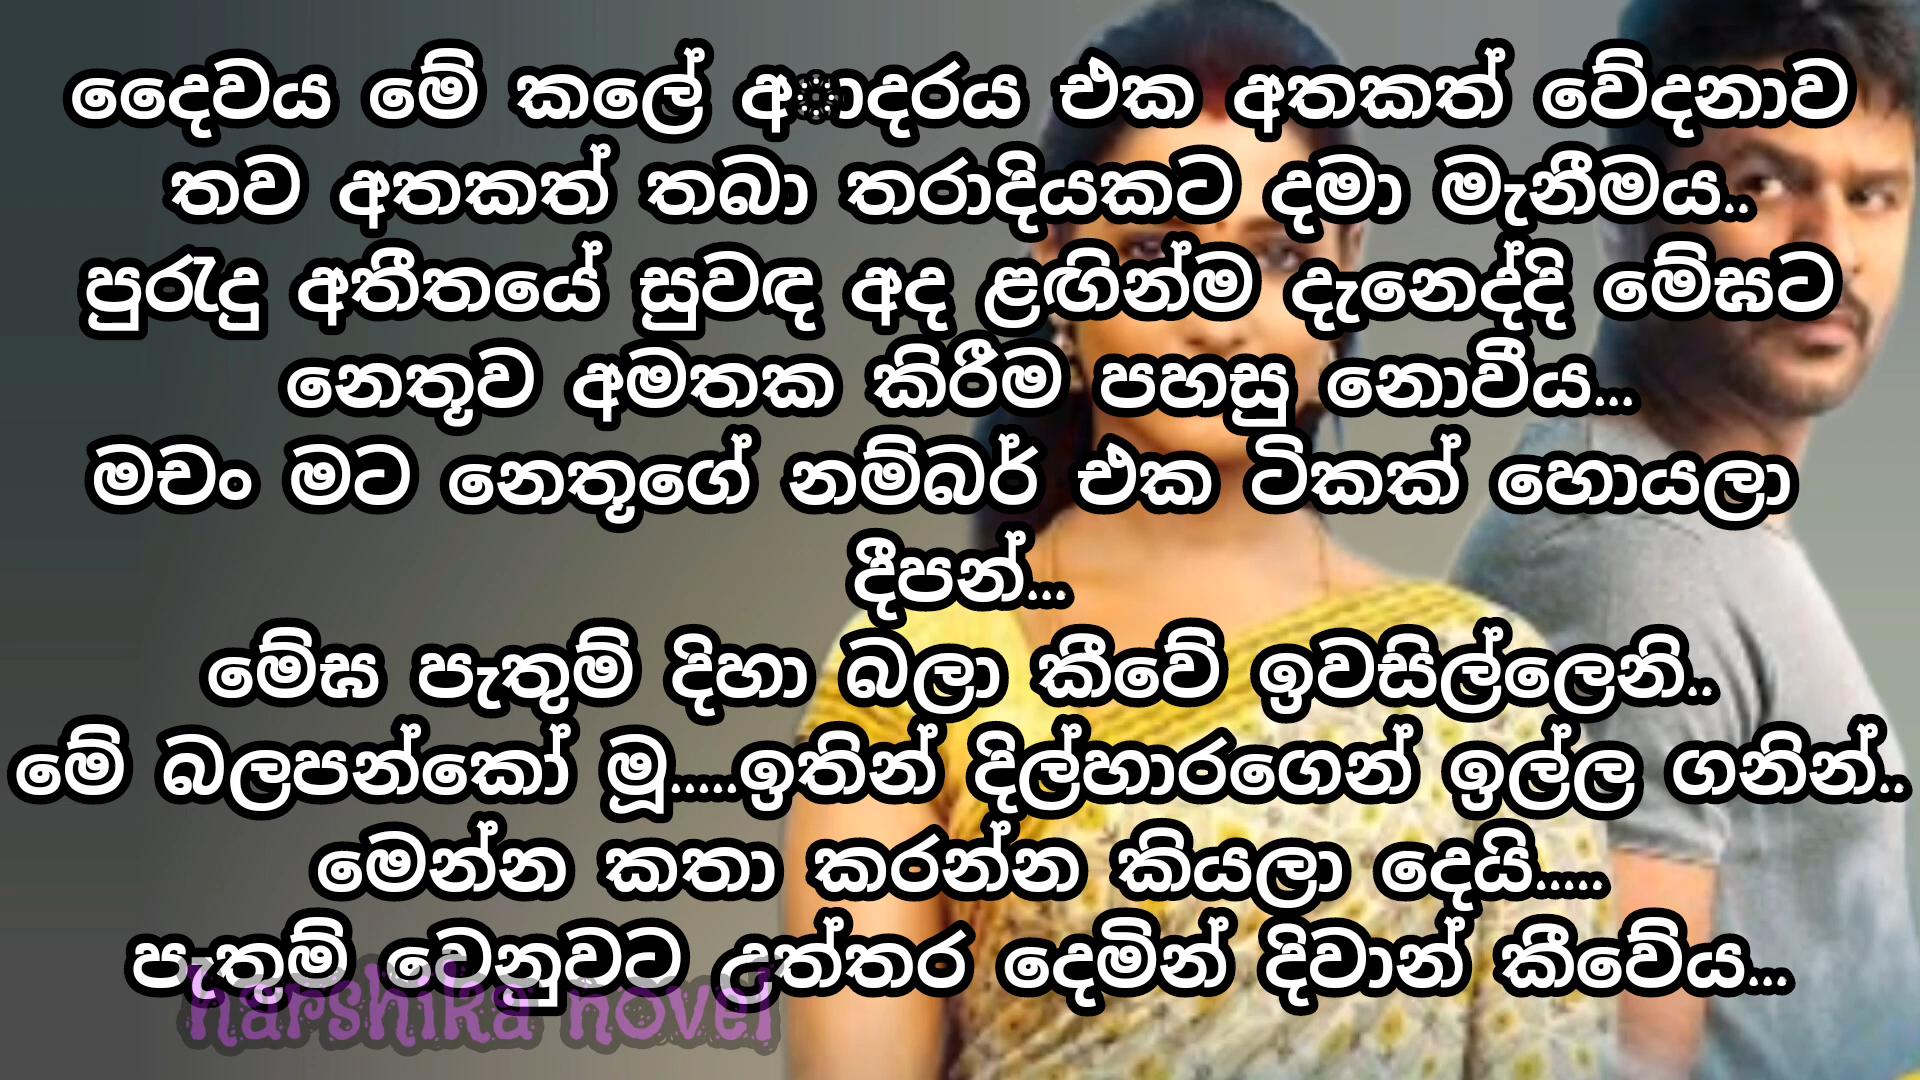 දෛවය මේ කලේ අාදරය එක අතකත් වේදනාව
තව අතකත් තබා තරාදියකට දමා මැනීමය..
පුරැදු අතීතයේ සුවඳ අද ළඟින්ම දැනෙද්දි මේඝට
නෙතූව අමතක කිරීම පහසු නොවීය...
මචං මට නෙතූගේ නම්බර් එක ටිකක් හොයලා
දීපන්...
මේඝ පැතුම් දිහා බලා කීවේ ඉවසිල්ලෙනි..
මේ බලපන්කෝ මූ.....ඉතින් දිල්හාරගෙන් ඉල්ල ගනින්..
මෙන්න කතා කරන්න කියලා දෙයි.....
පැතුම් වෙනුවට උත්තර දෙමින් දිවාන් කීවේය...
harshika novel